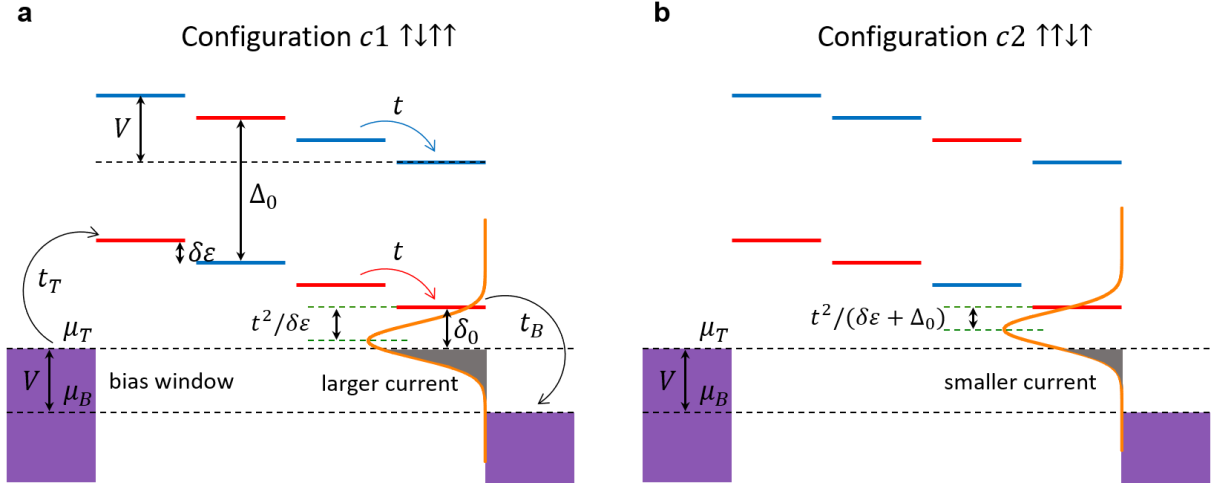 a
Configuration c1 ↑↓↑↑
V
t
Δ₀
δε
t
t_T
t²/δε
δ₀
t_B
μ_T
V
μ_B
bias window
larger current
b
Configuration c2 ↑↑↓↑
t²/(δε + Δ₀)
μ_T
V
μ_B
smaller current